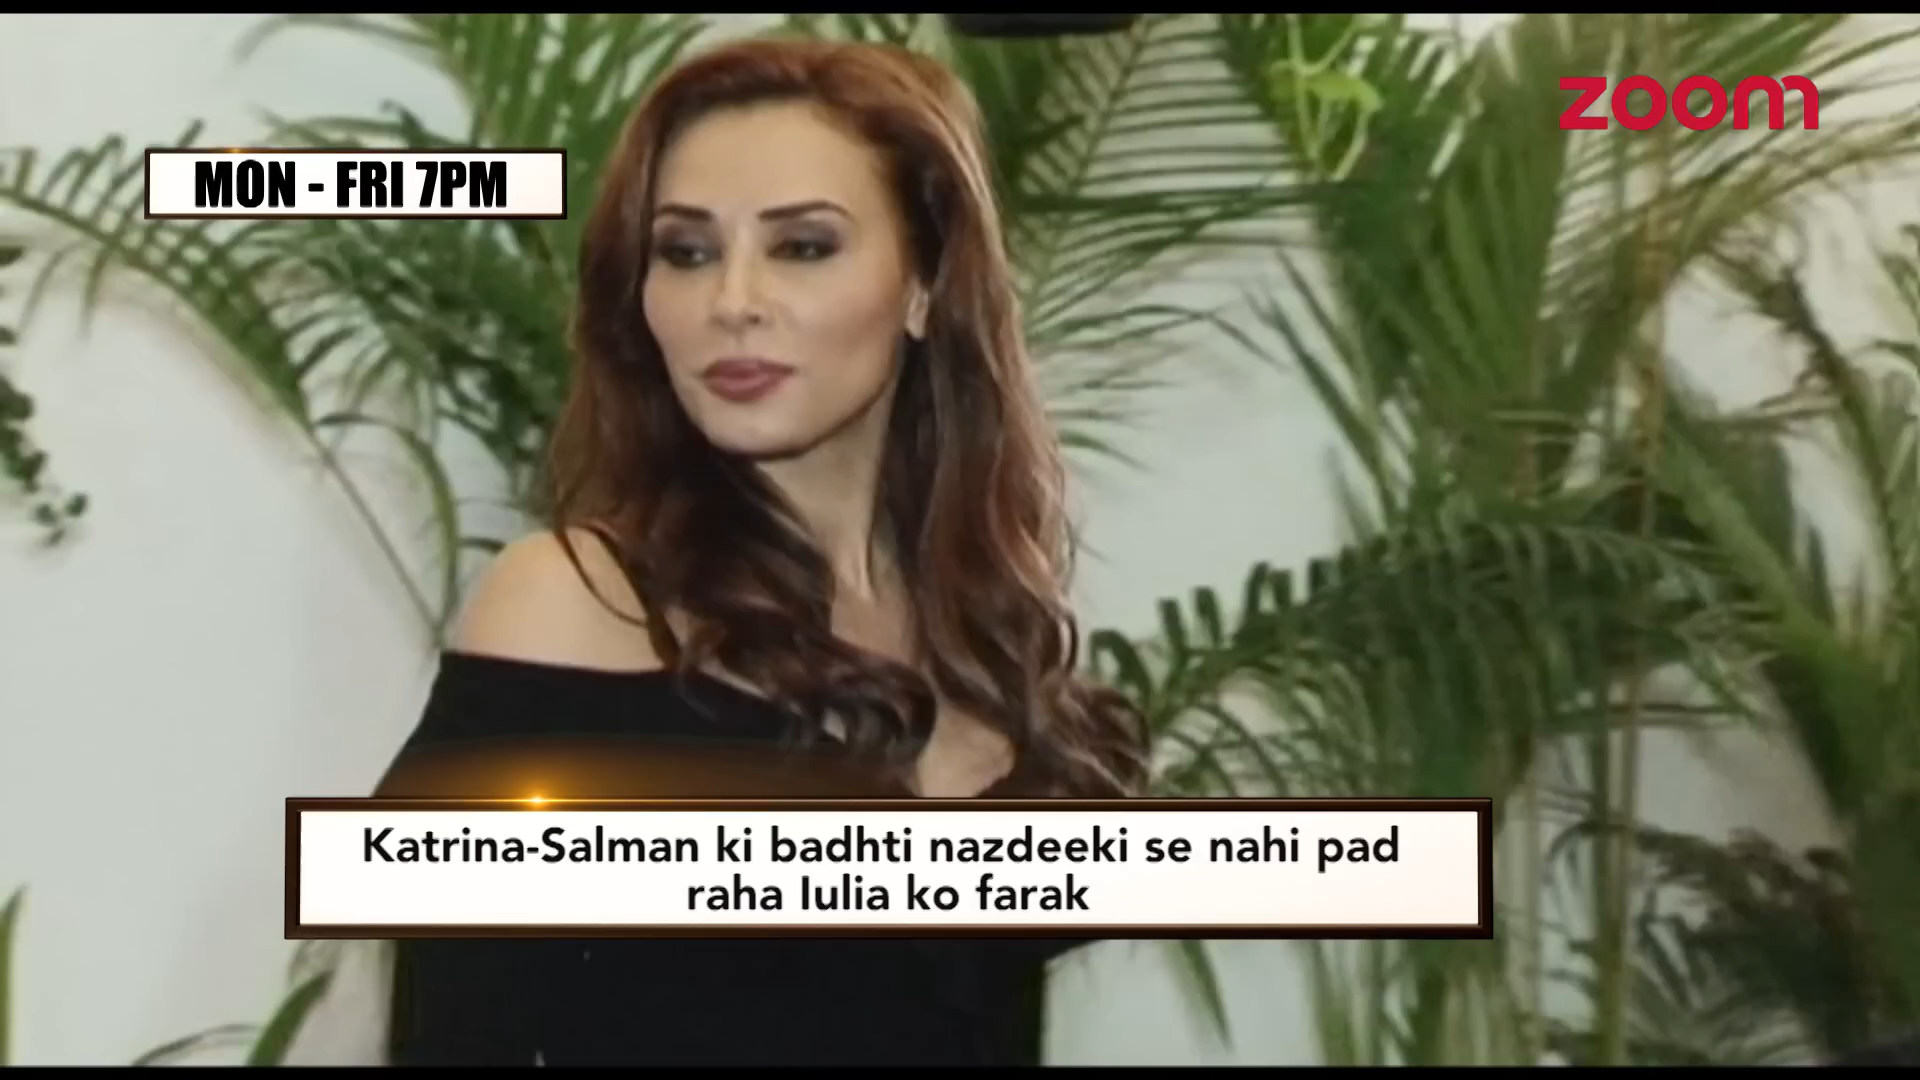 zoom
MON - FRI 7PM
Katrina-Salman ki badhti nazdeeki se nahi pad
raha Iulia ko farak